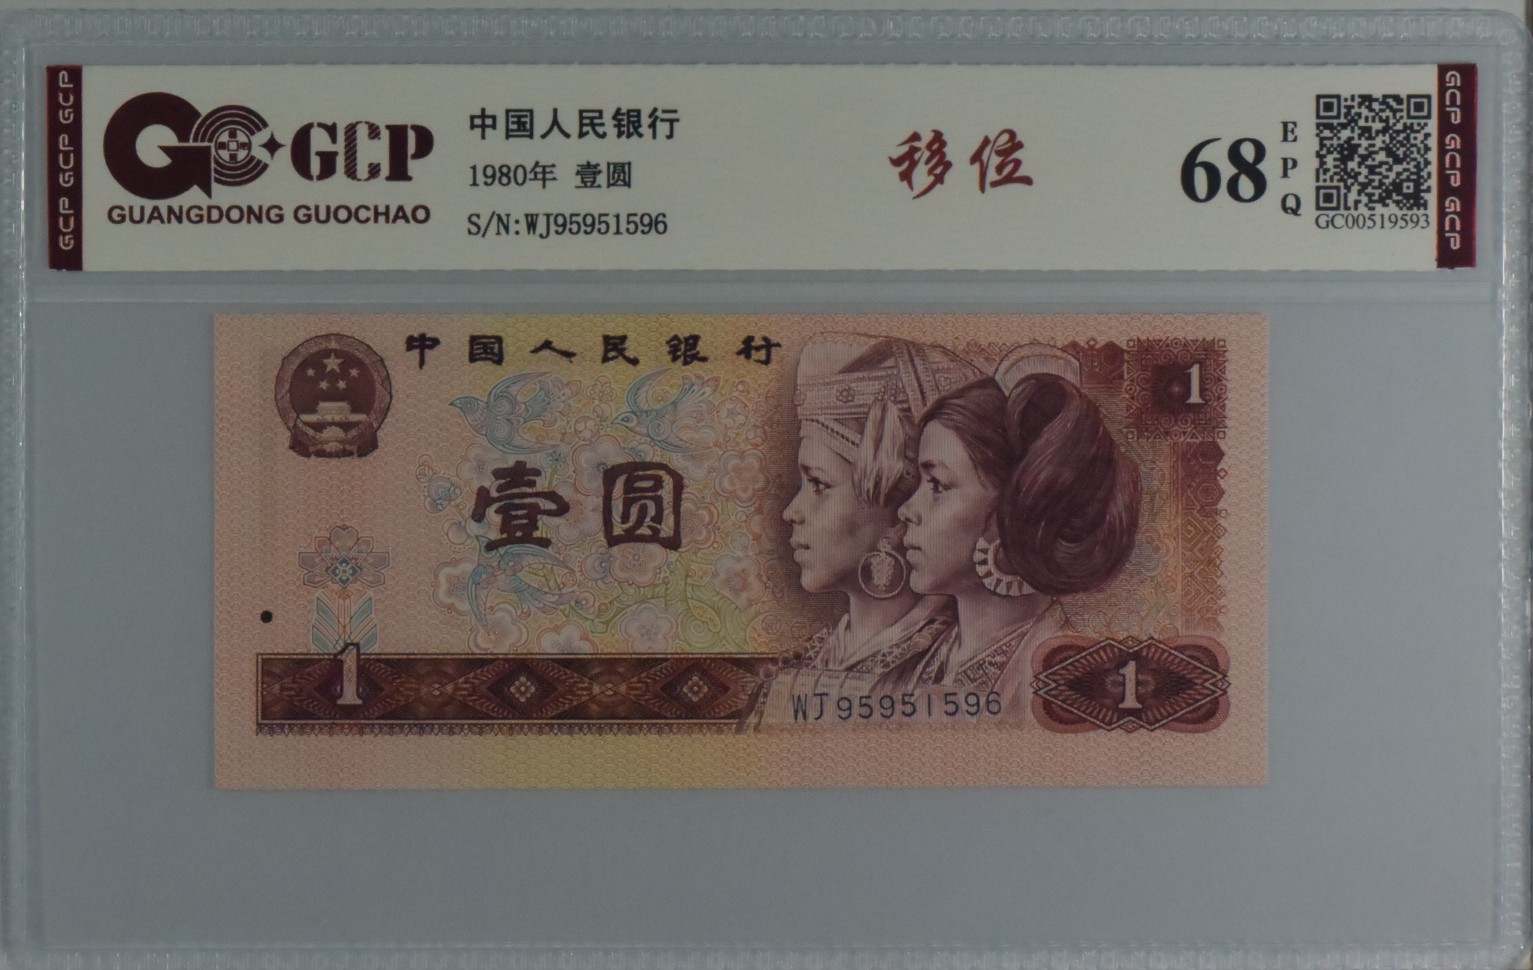 GCP GCP GCP
GCP
GUANGDONG GUOCHAO
中国人民银行
1980年 壹圆
S/N:WJ95951596
移位
68
EPQ
GC00519593
GCP GCP GCP
中国人民银行
1
壹圆
1
WJ95951596
1